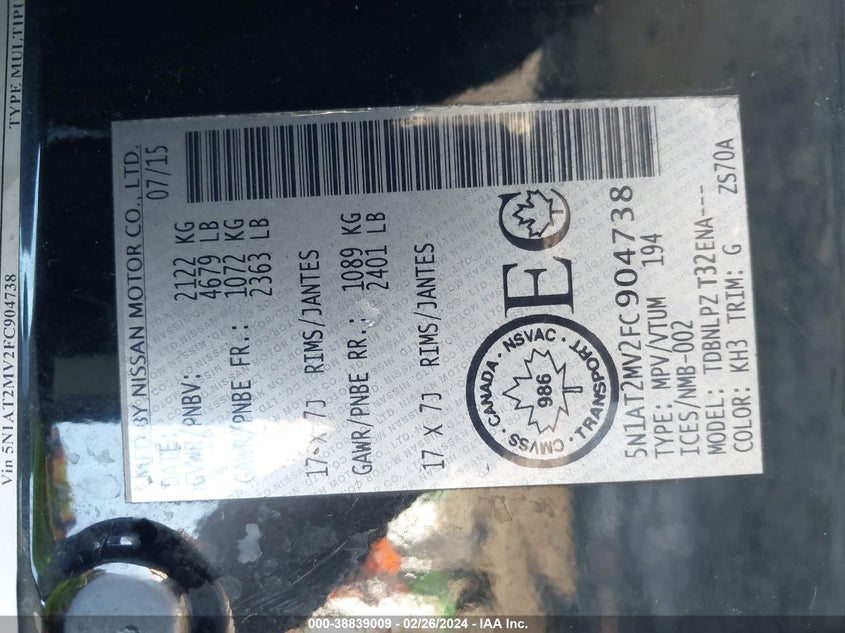 Vin 5N1AT2MV2FC904738
TYPE MULTIPU
MFD BY NISSAN MOTOR CO., LTD.
DATE: 07/15
GVWR/PNBV: 2122 KG
4679 LB
GAWR/PNBE FR.: 1072 KG
2363 LB
17 X 7J RIMS/JANTES
GAWR/PNBE RR.: 1089 KG
2401 LB
17 X 7J RIMS/JANTES
CANADA · NSVAC · TRANSPORT · CMVSS
986
EC
5N1AT2MV2FC904738
TYPE: MPV/VTUM 194
ICES/NMB-002
MODEL: TDBNLPZ T32ENA---
COLOR: KH3 TRIM: G ZS70A
000-38839009 - 02/26/2024 - IAA Inc.